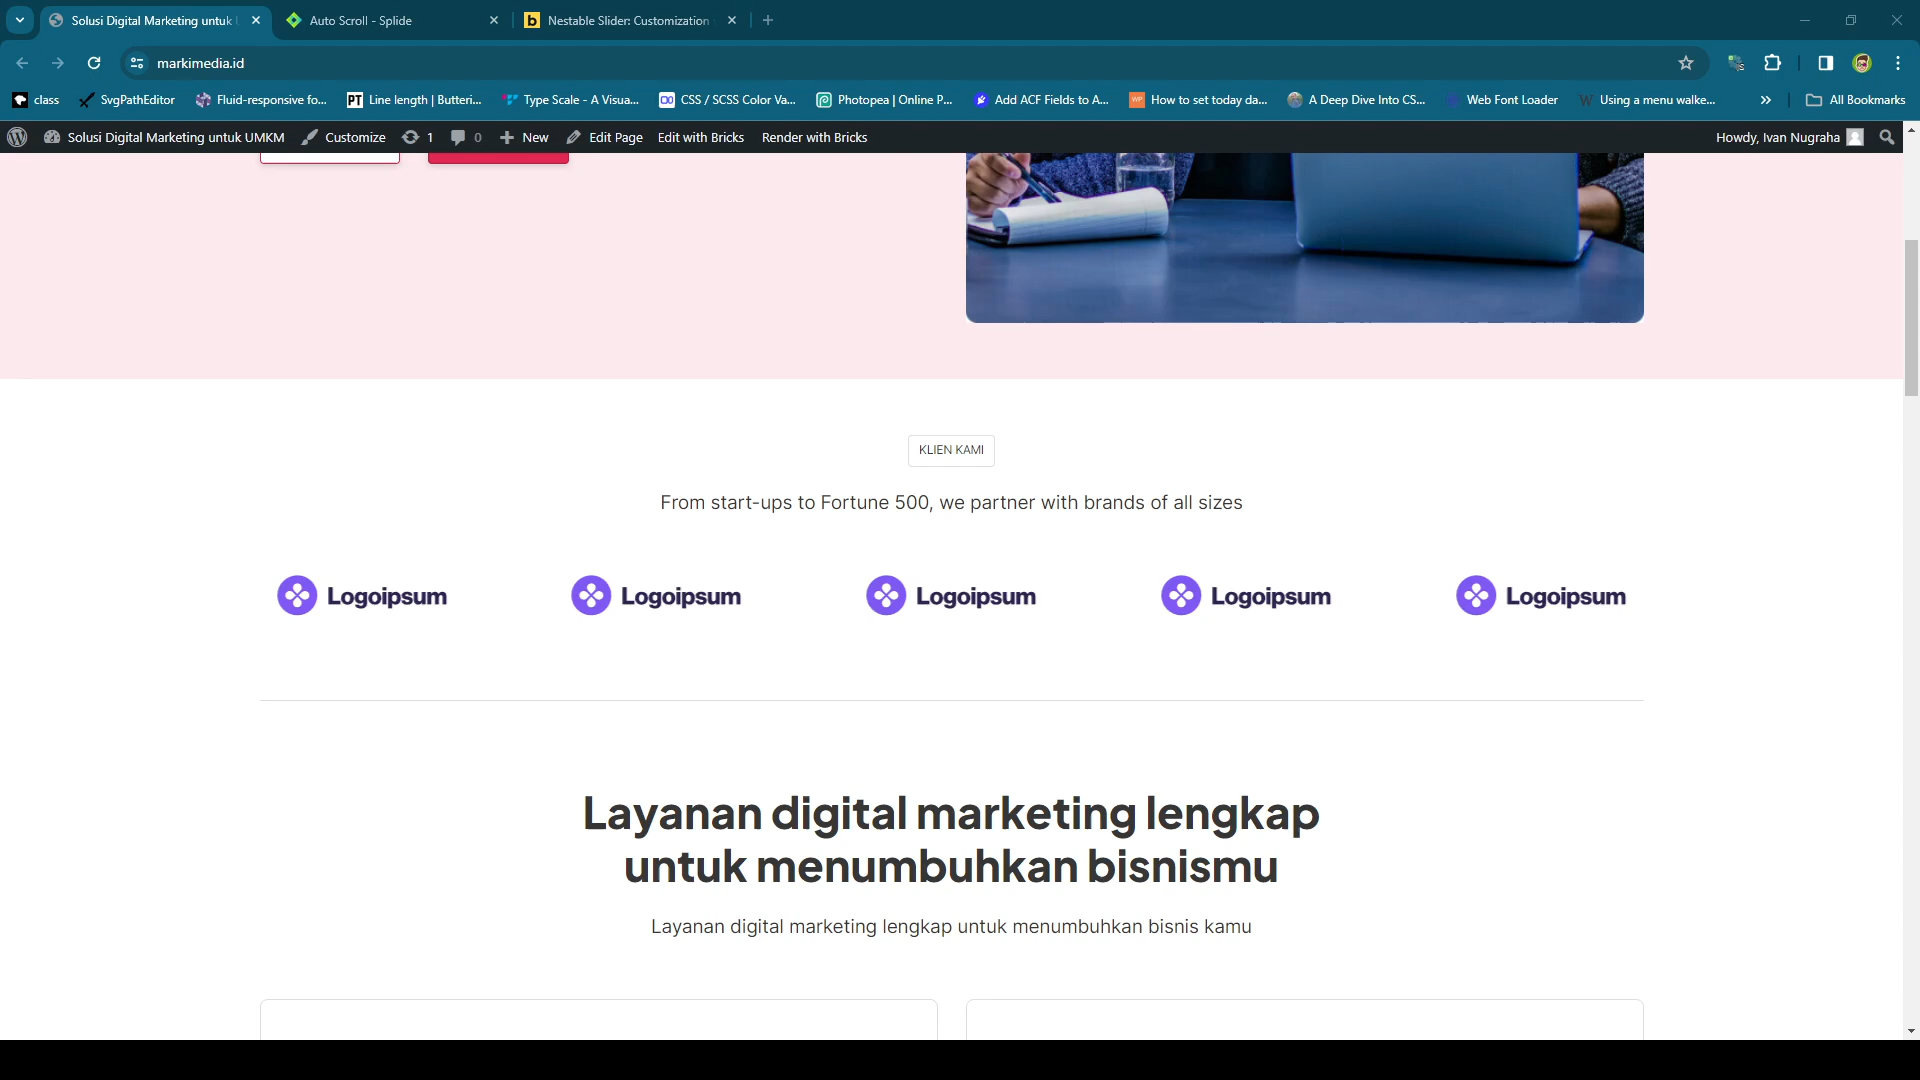 Solusi Digital Marketing untuk
Auto Scroll - Splide
Nestable Slider: Customization
markimedia.id
class
SvgPathEditor
Fluid-responsive fo...
PT
Line length | Butteri...
Type Scale - A Visua...
CSS / SCSS Color Va...
Photopea | Online P...
Add ACF Fields to A...
WP
How to set today da...
A Deep Dive Into CS...
Web Font Loader
W
Using a menu walke...
»
All Bookmarks
Solusi Digital Marketing untuk UMKM
Customize
1
0
New
Edit Page
Edit with Bricks
Render with Bricks
Howdy, Ivan Nugraha
KLIEN KAMI
From start-ups to Fortune 500, we partner with brands of all sizes
Logoipsum
Logoipsum
Logoipsum
Logoipsum
Logoipsum
Layanan digital marketing lengkap
untuk menumbuhkan bisnismu
Layanan digital marketing lengkap untuk menumbuhkan bisnis kamu